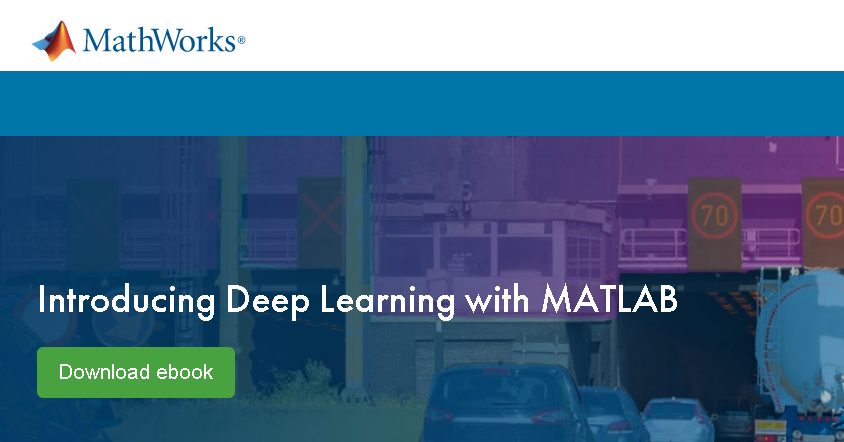 MathWorks®
70
70
Introducing Deep Learning with MATLAB
Download ebook